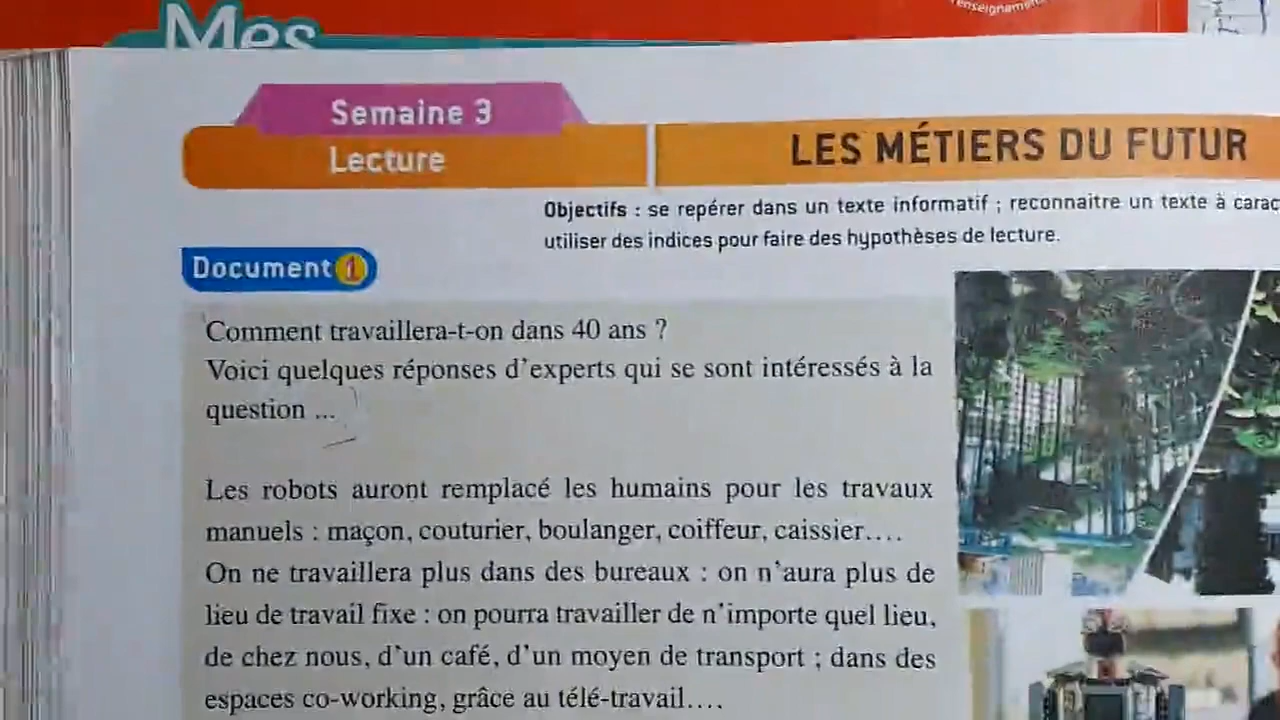 Mes
enseignement
Semaine 3
Lecture
LES MÉTIERS DU FUTUR
Objectifs : se repérer dans un texte informatif ; reconnaitre un texte à
utiliser des indices pour faire des hypothèses de lecture.
Document 1
Comment travaillera-t-on dans 40 ans ?
Voici quelques réponses d'experts qui se sont intéressés à la
question ...
Les robots auront remplacé les humains pour les travaux
manuels : maçon, couturier, boulanger, coiffeur, caissier....
On ne travaillera plus dans des bureaux : on n'aura plus de
lieu de travail fixe : on pourra travailler de n'importe quel lieu,
de chez nous, d'un café, d'un moyen de transport ; dans des
espaces co-working, grâce au télé-travail....